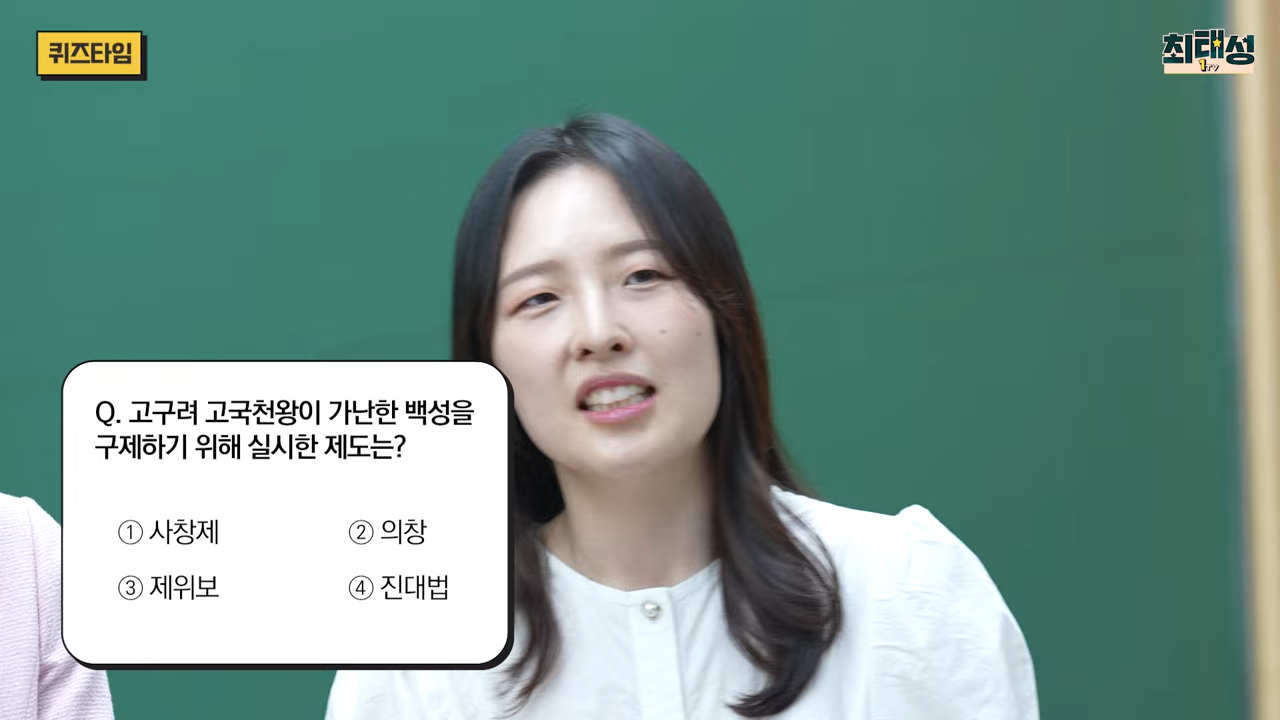 퀴즈타임
최태성
1TV
Q. 고구려 고국천왕이 가난한 백성을
구제하기 위해 실시한 제도는?
① 사창제 ② 의창
③ 제위보 ④ 진대법